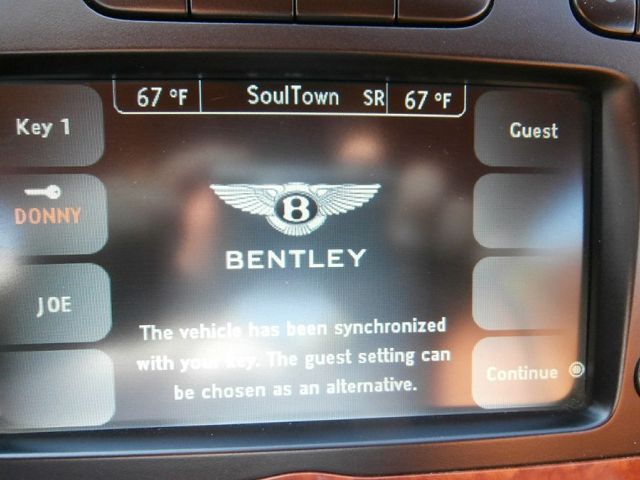 67 °F SoulTown SR 67 °F
Key 1
Guest
DONNY
B
BENTLEY
JOE
The vehicle has been synchronized
with your key. The guest setting can
be chosen as an alternative.
Continue